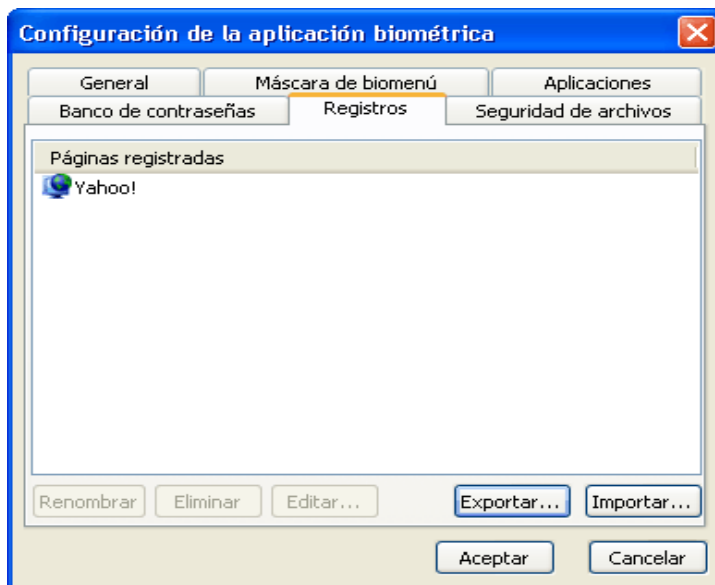 Configuración de la aplicación biométrica
General Máscara de biomenú Aplicaciones
Banco de contraseñas Registros Seguridad de archivos
Páginas registradas
Yahoo!
Renombrar Eliminar Editar... Exportar... Importar...
Aceptar Cancelar